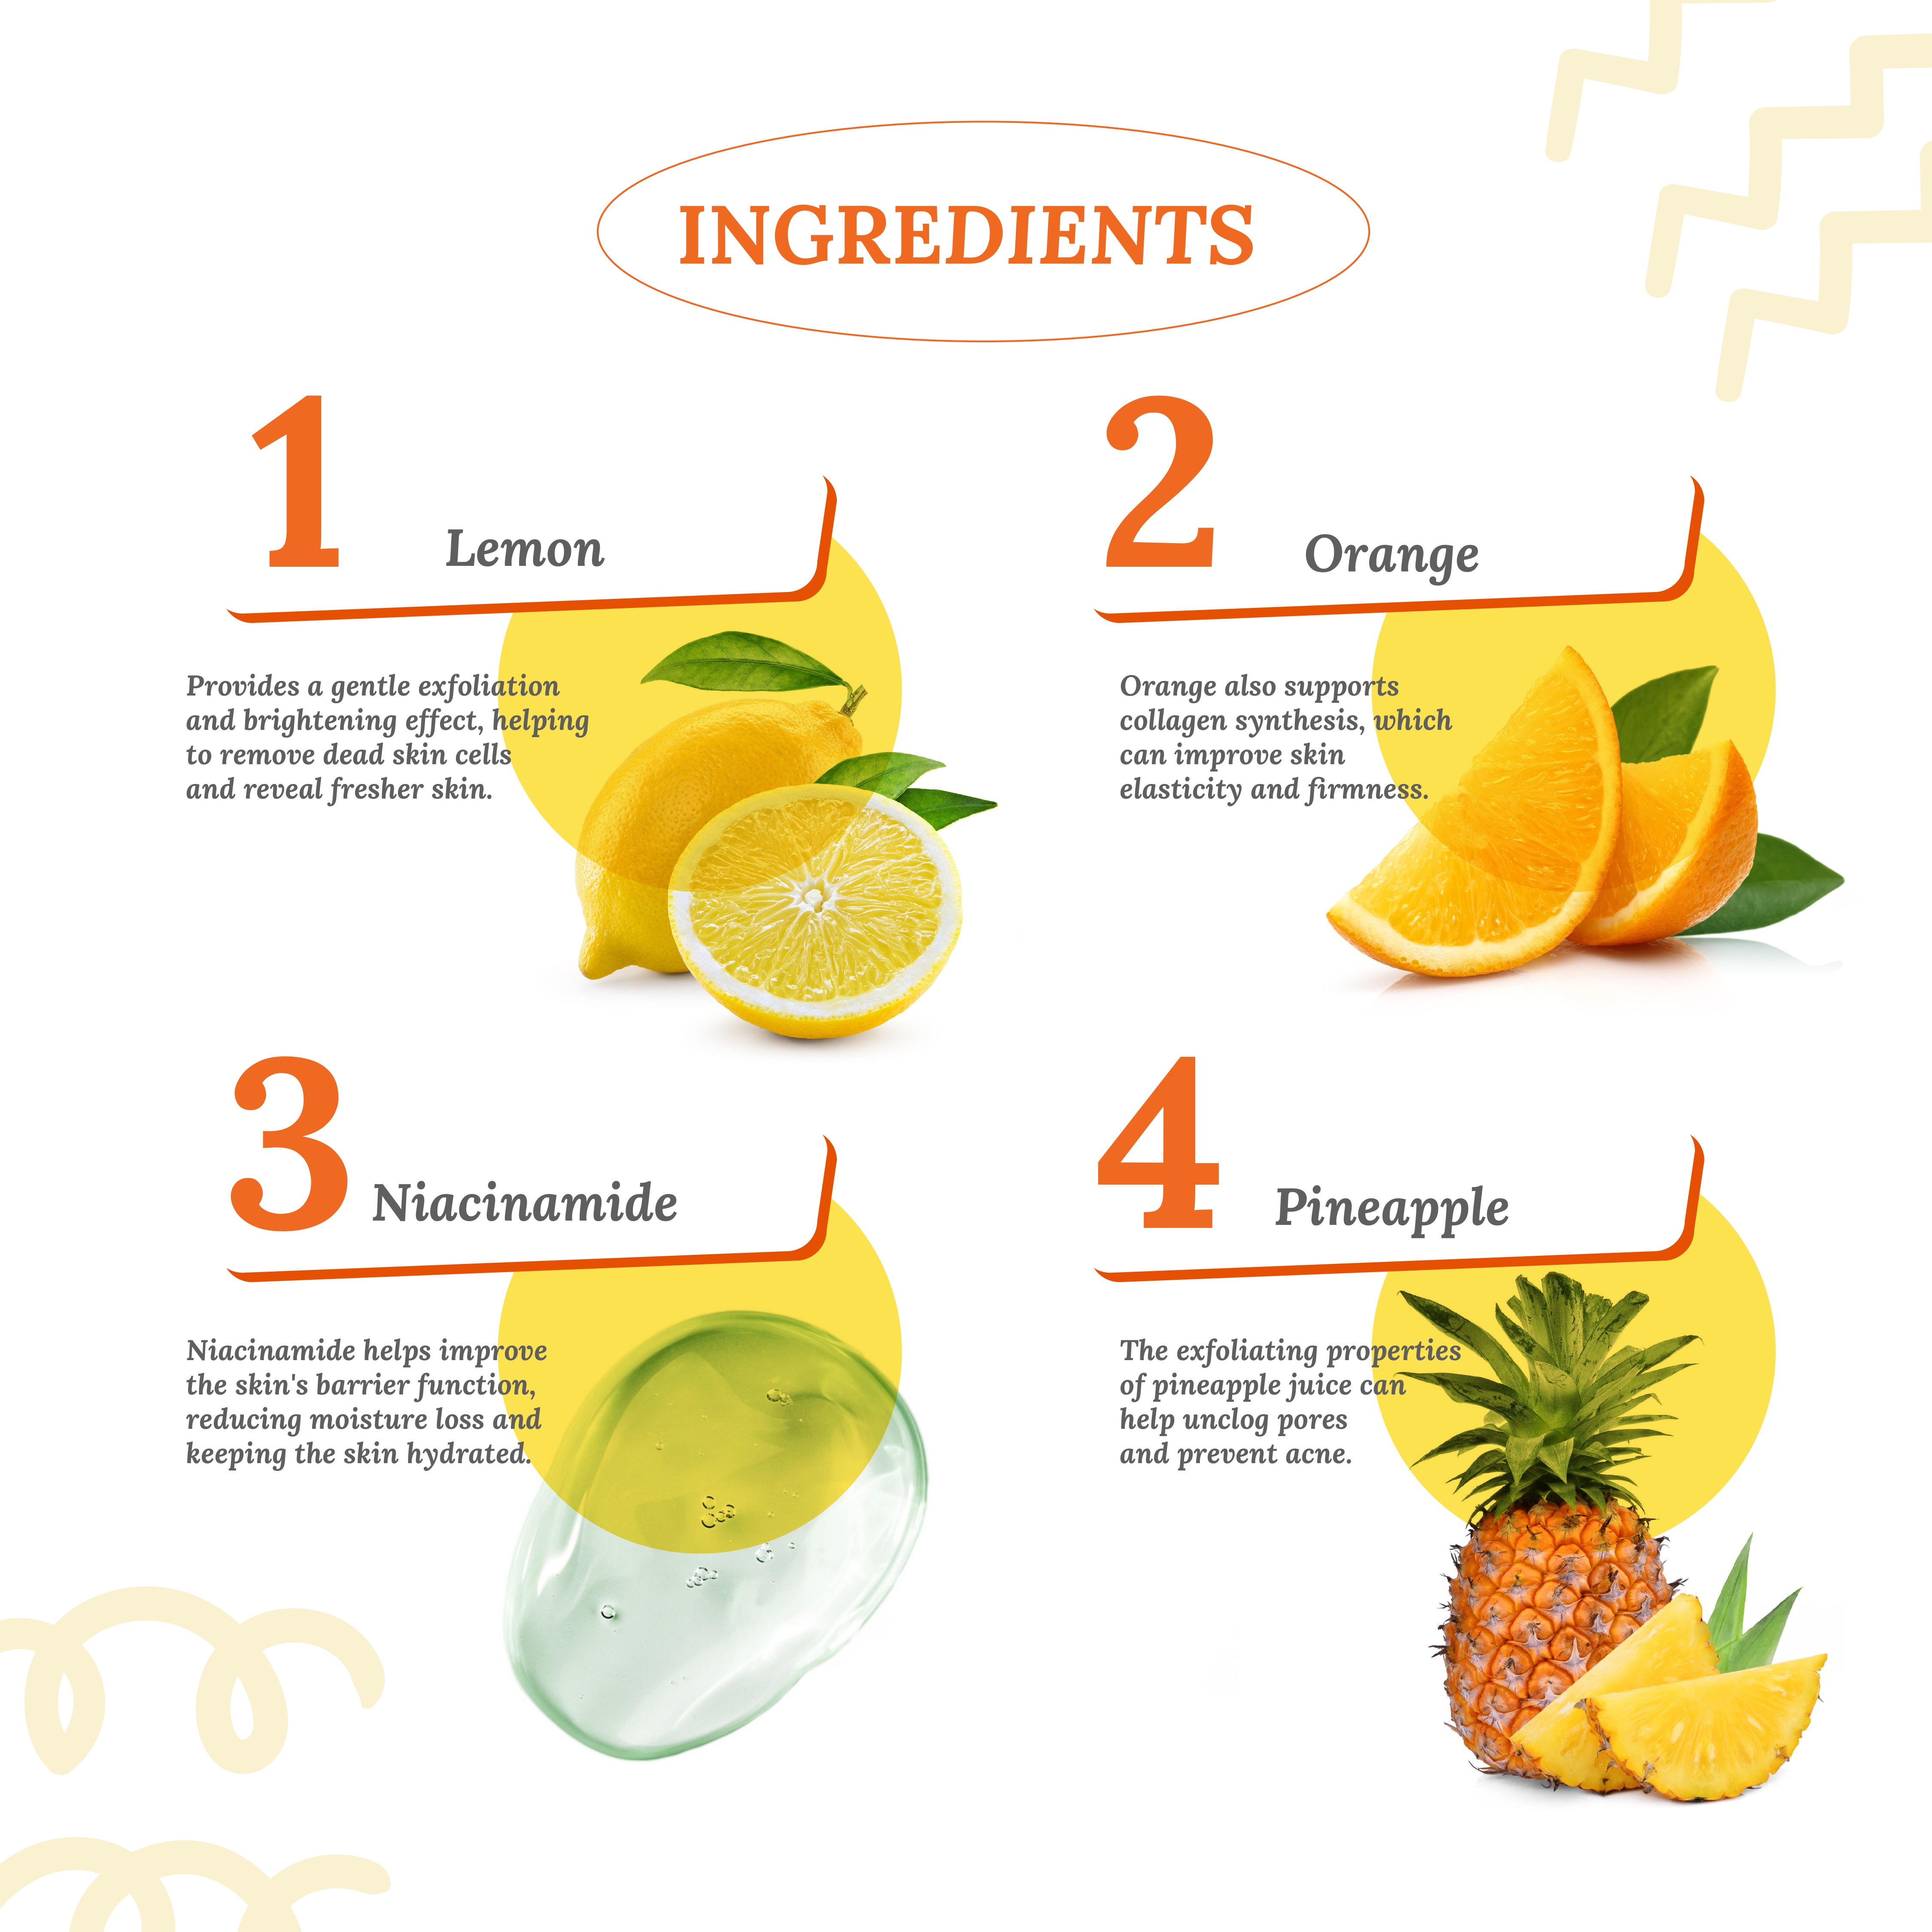 INGREDIENTS
1
Lemon
Provides a gentle exfoliation
and brightening effect, helping
to remove dead skin cells
and reveal fresher skin.
2
Orange
Orange also supports
collagen synthesis, which
can improve skin
elasticity and firmness.
3
Niacinamide
Niacinamide helps improve
the skin's barrier function,
reducing moisture loss and
keeping the skin hydrated.
4
Pineapple
The exfoliating properties
of pineapple juice can
help unclog pores
and prevent acne.